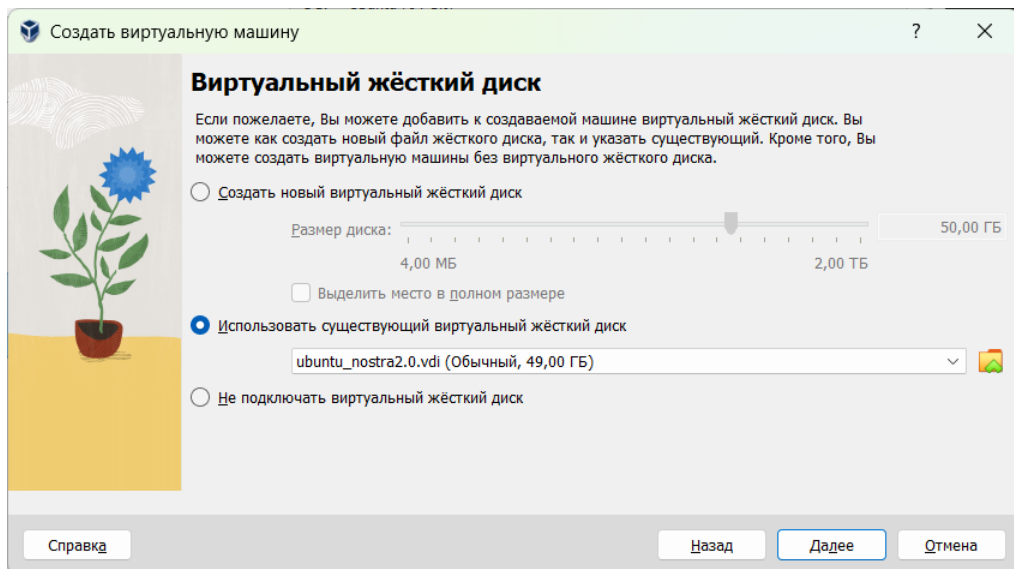 Создать виртуальную машину
?
Виртуальный жёсткий диск
Если пожелаете, Вы можете добавить к создаваемой машине виртуальный жёсткий диск. Вы
можете как создать новый файл жёсткого диска, так и указать существующий. Кроме того, Вы
можете создать виртуальную машины без виртуального жёсткого диска.
Создать новый виртуальный жёсткий диск
Размер диска:
50,00 ГБ
4,00 МБ
2,00 ТБ
Выделить место в полном размере
Использовать существующий виртуальный жёсткий диск
ubuntu_nostra2.0.vdi (Обычный, 49,00 ГБ)
Не подключать виртуальный жёсткий диск
Справка
Назад
Далее
Отмена